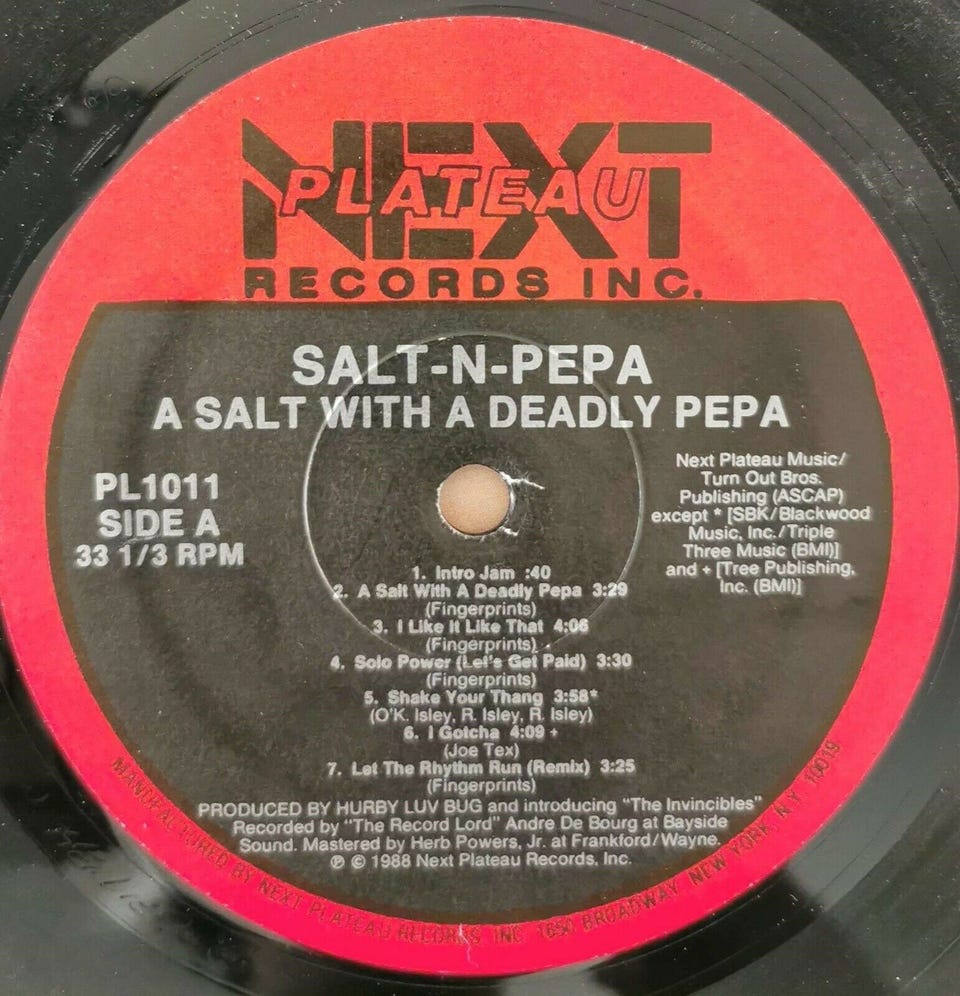 NEXT
PLATEAU
RECORDS INC.
SALT-N-PEPA
A SALT WITH A DEADLY PEPA
PL1011
SIDE A
33 1/3 RPM
Next Plateau Music/
Turn Out Bros.
Publishing (ASCAP)
except * [SBK/Blackwood
Music, Inc./Triple
Three Music (BMI)]
and + [Tree Publishing,
Inc. (BMI)]
1. Intro Jam :40
2. A Salt With A Deadly Pepa 3:29
(Fingerprints)
3. I Like It Like That 4:06
(Fingerprints)
4. Solo Power (Let's Get Paid) 3:30
(Fingerprints)
5. Shake Your Thang 3:58*
(O'K. Isley, R. Isley, R. Isley)
6. I Gotcha 4:09 +
(Joe Tex)
7. Let The Rhythm Run (Remix) 3:25
(Fingerprints)
PRODUCED BY HURBY LUV BUG and introducing "The Invincibles"
Recorded by "The Record Lord" Andre De Bourg at Bayside
Sound. Mastered by Herb Powers, Jr. at Frankford/Wayne.
℗ © 1988 Next Plateau Records, Inc.
MANUFACTURED BY NEXT PLATEAU RECORDS INC 1650 BROADWAY NEW YORK, N.Y. 10019